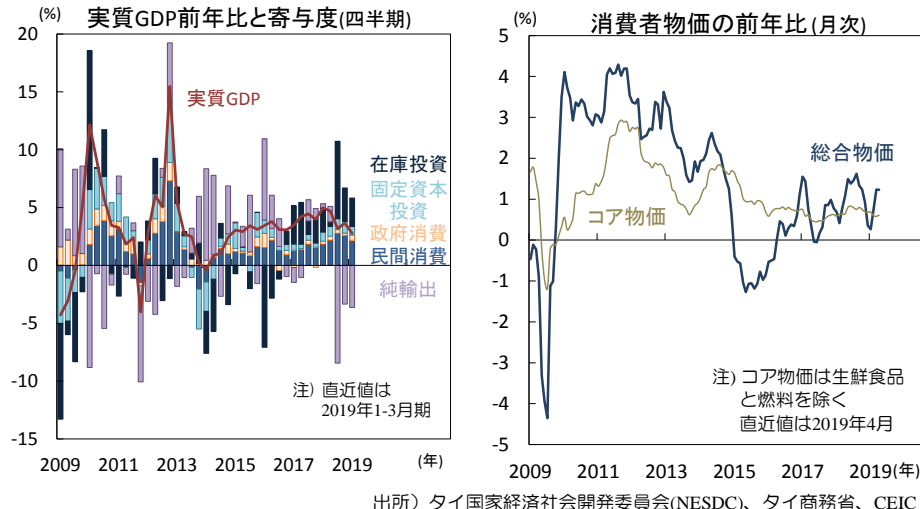 実質GDP前年比と寄与度(四半期)
(%)
20
15
10
5
0
-5
-10
-15
実質GDP
在庫投資
固定資本
投資
政府消費
民間消費
純輸出
注）直近値は
2019年1-3月期
2009 2011 2013 2015 2017 2019
(年)
消費者物価の前年比(月次)
(%)
5
4
3
2
1
0
-1
-2
-3
-4
-5
総合物価
コア物価
注）コア物価は生鮮食品
と燃料を除く
直近値は2019年4月
2009 2011 2013 2015 2017 2019(年)
出所）タイ国家経済社会開発委員会(NESDC)、タイ商務省、CEIC